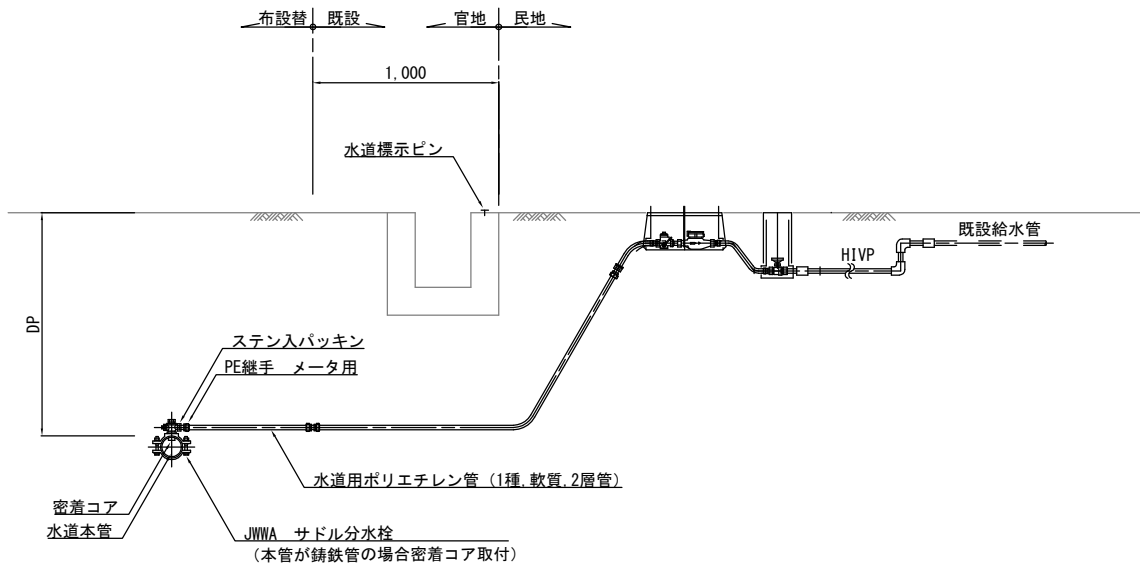 布設替 既設 官地 民地
1,000
水道標示ピン
既設給水管
HIVP
DP
ステン入パッキン
PE継手 メータ用
水道用ポリエチレン管（1種,軟質,2層管）
密着コア
水道本管
JWWA サドル分水栓
（本管が鋳鉄管の場合密着コア取付）